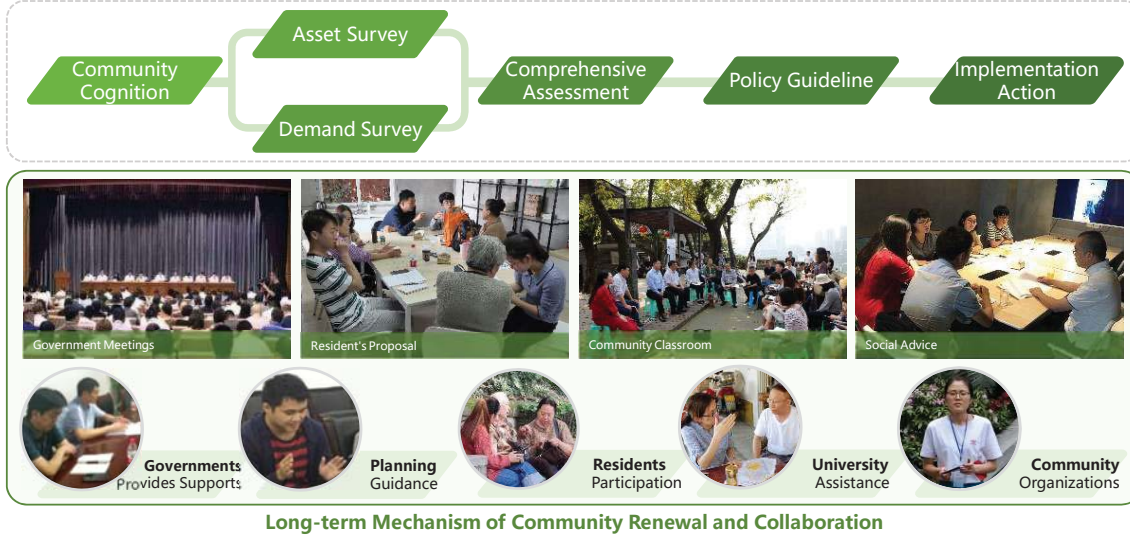 Community
Cognition
Asset Survey
Demand Survey
Comprehensive
Assessment
Policy Guideline
Implementation
Action
Government Meetings
Resident's Proposal
Community Classroom
Social Advice
Governments
Provides Supports
Planning
Guidance
Residents
Participation
University
Assistance
Community
Organizations
Long-term Mechanism of Community Renewal and Collaboration